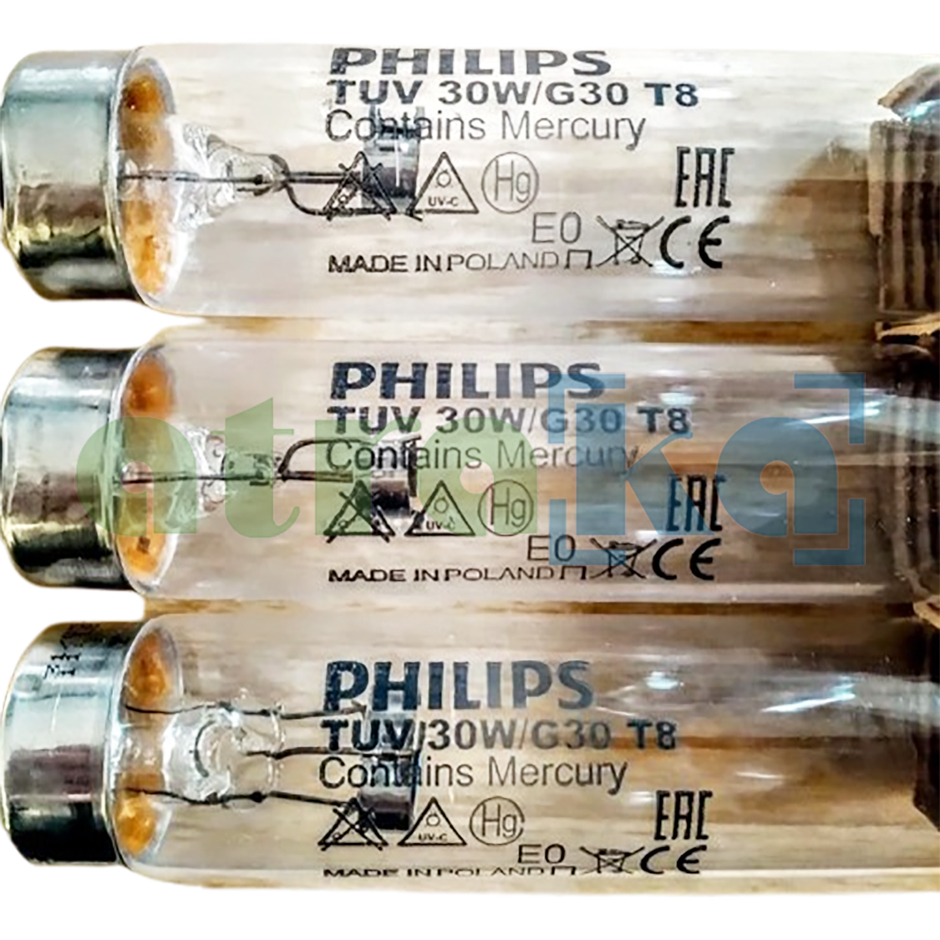 PHILIPS
TUV 30W/G30 T8
Contains Mercury
UV-C
Hg
EAC
E0
CE
MADE IN POLAND
PHILIPS
TUV 30W/G30 T8
Contains Mercury
UV-C
Hg
EAC
E0
CE
MADE IN POLAND
atraka
PHILIPS
TUV 30W/G30 T8
Contains Mercury
UV-C
Hg
EAC
E0
CE
MADE IN POLAND